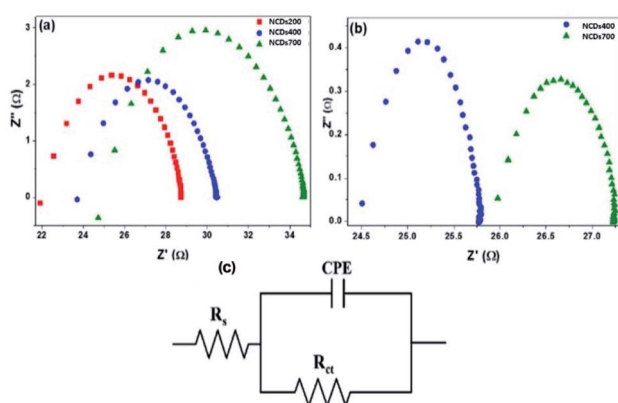 (a)
NCDs200
NCDs400
NCDs700
Z'' (Ω)
3
2
1
0
22 24 26 28 30 32 34
Z' (Ω)
(b)
NCDs400
NCDs700
Z'' (Ω)
0.4
0.3
0.2
0.1
0.0
24.5 25.0 25.5 26.0 26.5 27.0
Z' (Ω)
(c)
CPE
Rs
Rct